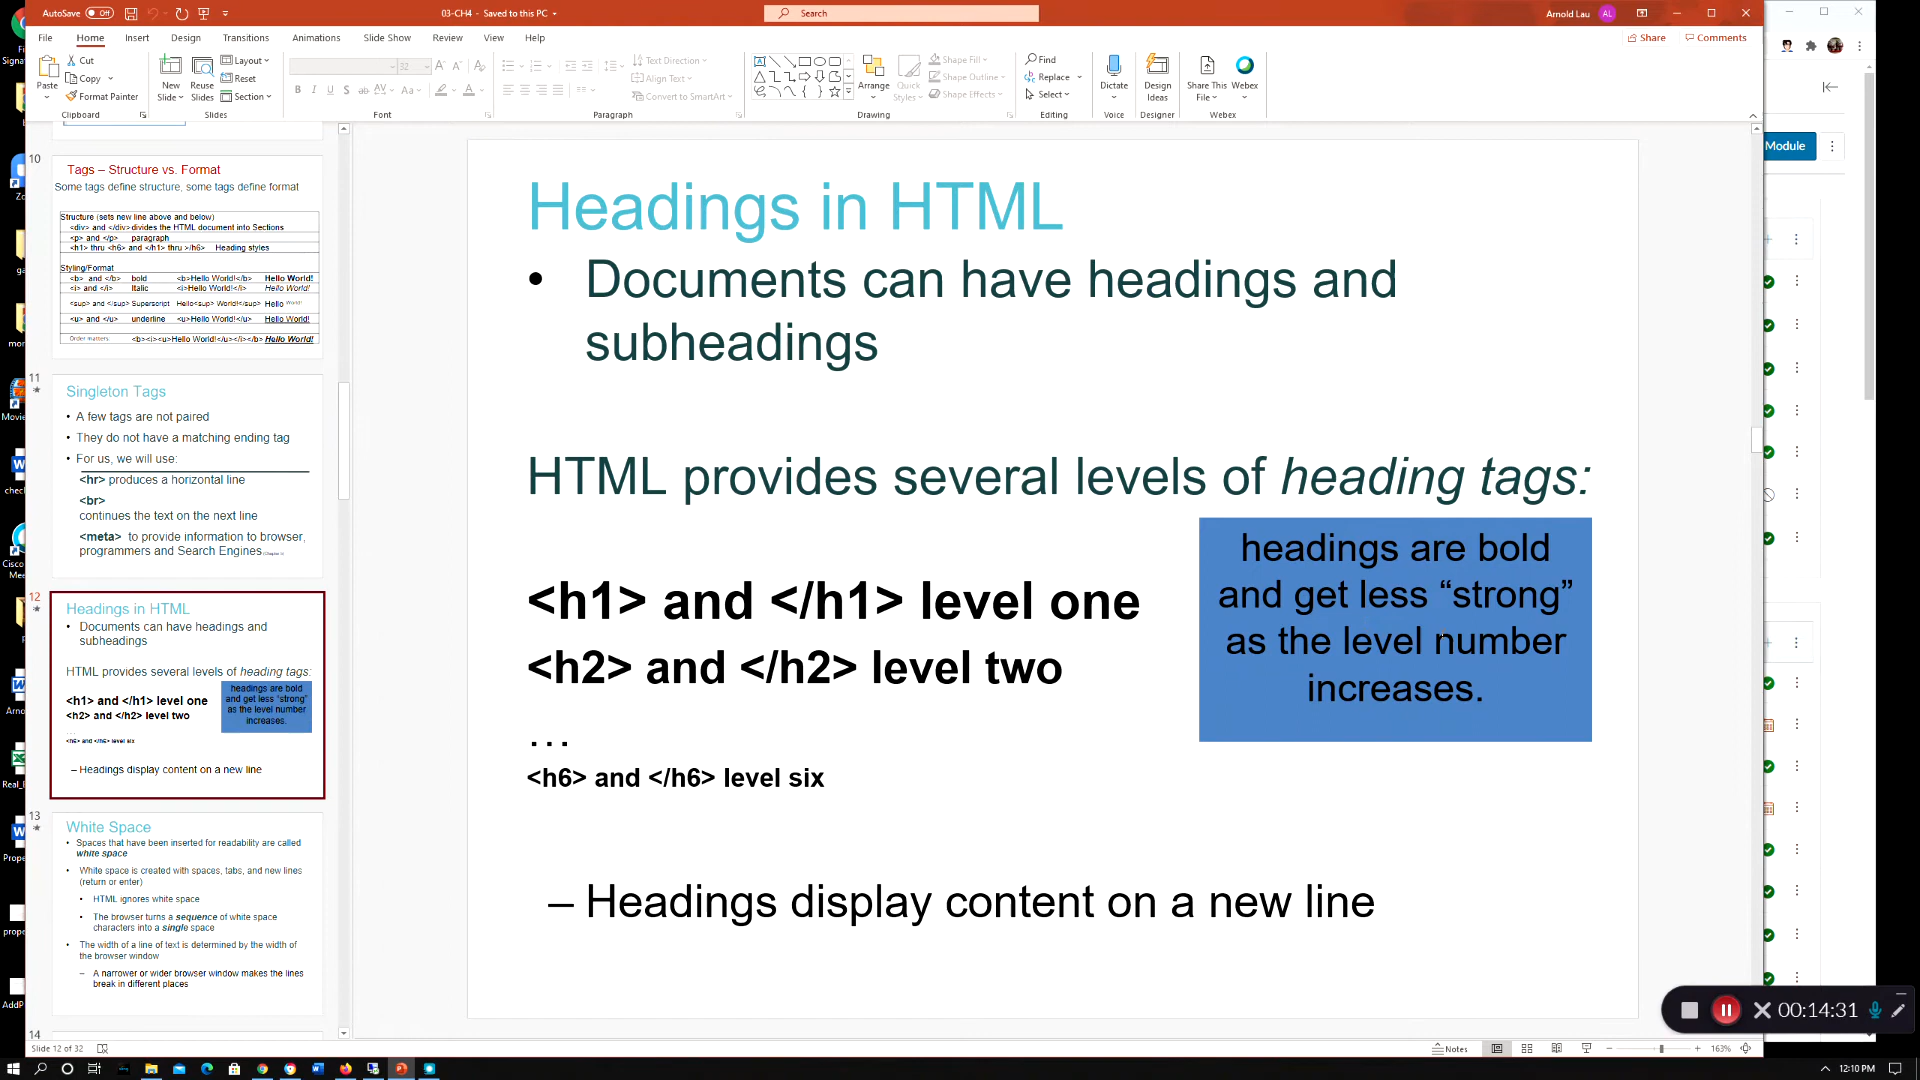 AutoSave Off
03-CH4 - Saved to this PC
Search
Arnold Lau AL
File Home Insert Design Transitions Animations Slide Show Review View Help
Share Comments
Paste
Cut
Copy
Format Painter
Clipboard
New
Slide
Reuse
Slides
Layout
Reset
Section
Slides
32
Font
Text Direction
Align Text
Convert to SmartArt
Paragraph
Arrange
Quick
Styles
Shape Fill
Shape Outline
Shape Effects
Drawing
Find
Replace
Select
Editing
Dictate
Voice
Design
Ideas
Designer
Share This
File
Webex
Webex
Module
10
Tags – Structure vs. Format
Some tags define structure, some tags define format
Structure (sets new line above and below)
<div> and </div> divides the HTML document into Sections
<p> and </p> paragraph
<h1> thru <h6> and </h1> thru >/h6> Heading styles
Styling/Format
<b> and </b> bold <b>Hello World!</b> Hello World!
<i> and </i> Italic <i>Hello World!</i> Hello World!
<sup> and </sup> Superscript Hello<sup> World!</sup> Hello World!
<u> and </u> underline <u>Hello World!</u> Hello World!
Order matters: <b><i><u>Hello World!</u></i></b> Hello World!
11
Singleton Tags
• A few tags are not paired
• They do not have a matching ending tag
• For us, we will use:
<hr> produces a horizontal line
<br>
continues the text on the next line
<meta> to provide information to browser,
programmers and Search Engines
12
Headings in HTML
• Documents can have headings and
subheadings
HTML provides several levels of heading tags:
<h1> and </h1> level one
<h2> and </h2> level two
…
<h6> and </h6> level six
headings are bold
and get less “strong”
as the level number
increases.
– Headings display content on a new line
13
White Space
• Spaces that have been inserted for readability are called
white space
• White space is created with spaces, tabs, and new lines
(return or enter)
• HTML ignores white space
• The browser turns a sequence of white space
characters into a single space
• The width of a line of text is determined by the width of
the browser window
– A narrower or wider browser window makes the lines
break in different places
14
Headings in HTML
• Documents can have headings and
subheadings
HTML provides several levels of heading tags:
<h1> and </h1> level one
<h2> and </h2> level two
…
<h6> and </h6> level six
headings are bold
and get less “strong”
as the level number
increases.
– Headings display content on a new line
00:14:31
Slide 12 of 32
Notes
163%
12:10 PM